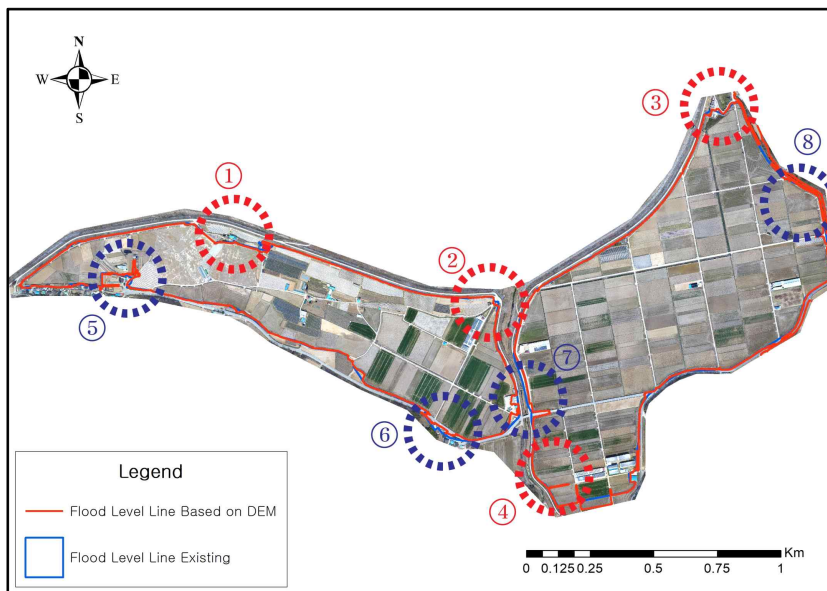 N
W E
S
③
⑧
①
②
⑤
⑦
⑥
④
Legend
Flood Level Line Based on DEM
Flood Level Line Existing
Km
0 0.125 0.25 0.5 0.75 1